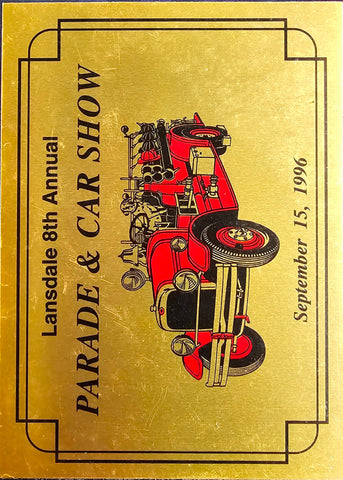 Lansdale 8th Annual
PARADE & CAR SHOW
September 15, 1996